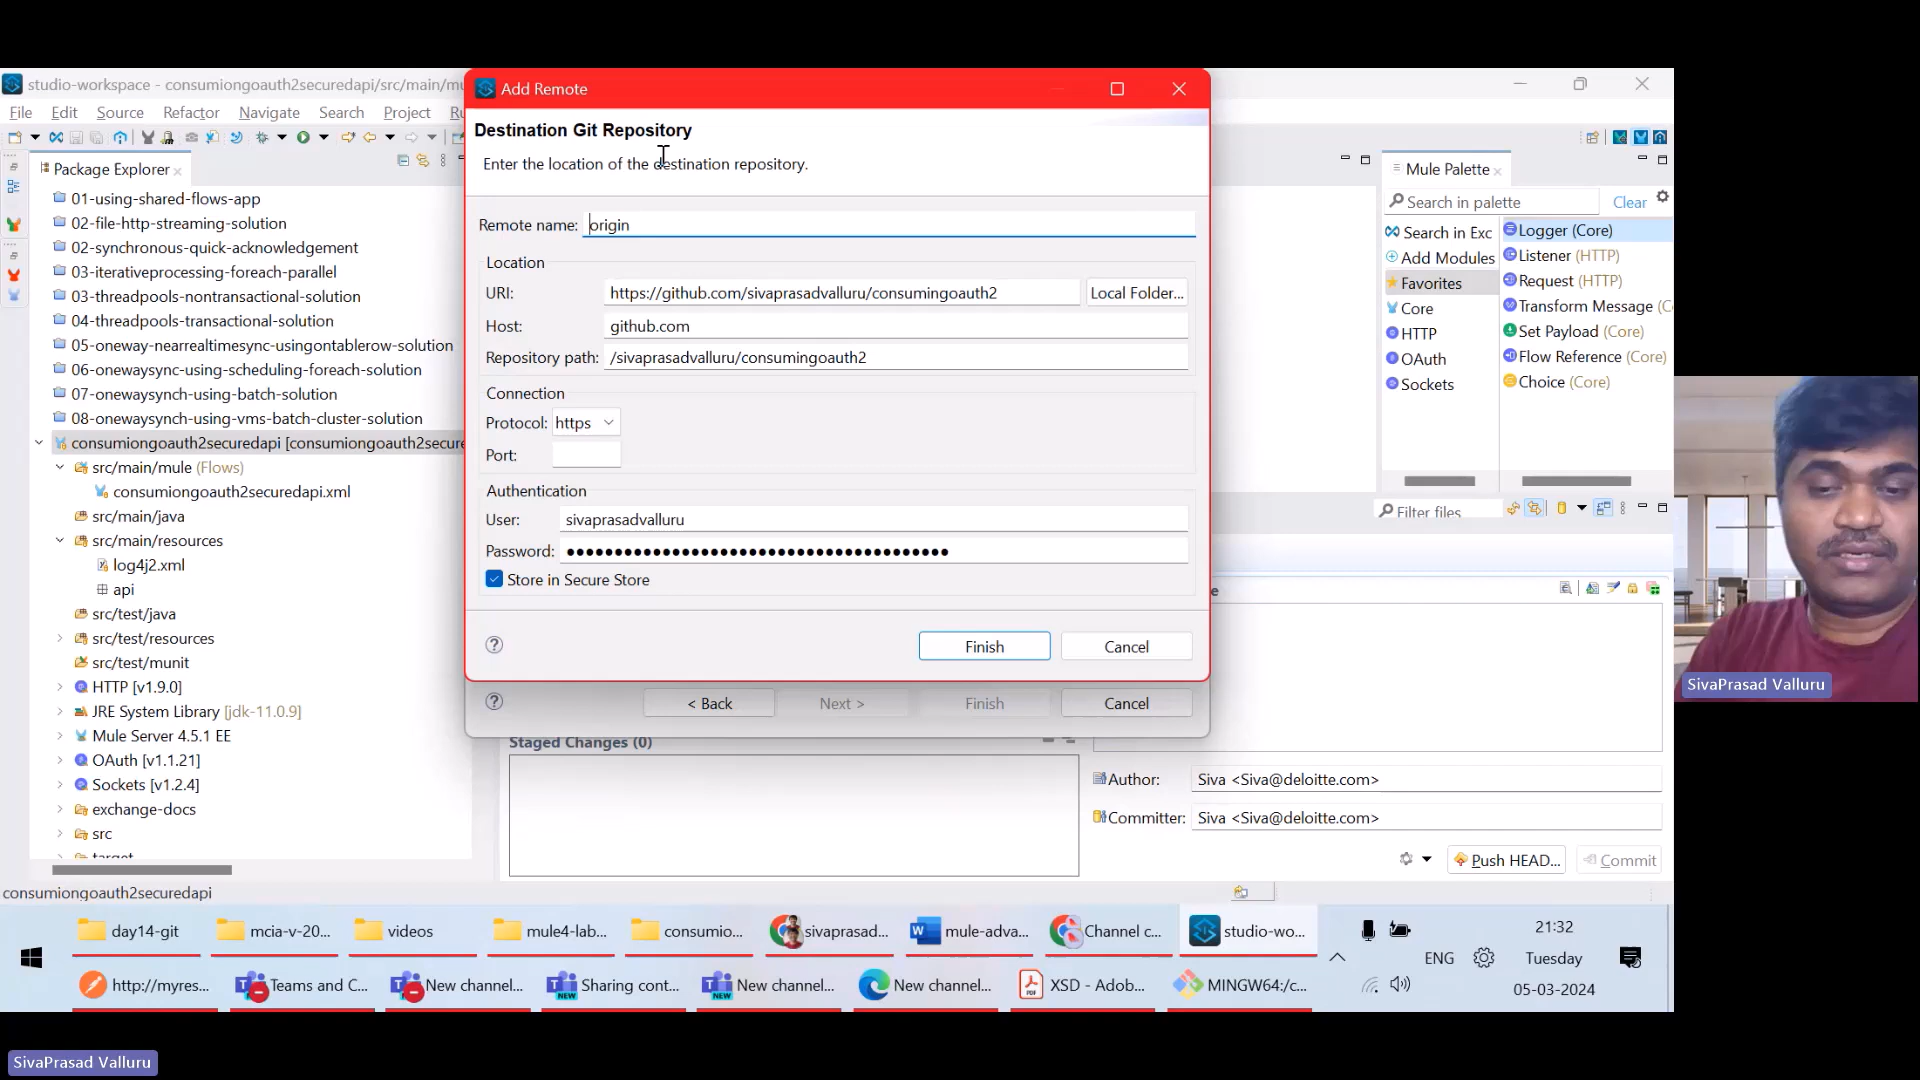 studio-workspace - consumiongoauth2securedapi/src/main/mu
File Edit Source Refactor Navigate Search Project
Package Explorer
01-using-shared-flows-app
02-file-http-streaming-solution
02-synchronous-quick-acknowledgement
03-iterativeprocessing-foreach-parallel
03-threadpools-nontransactional-solution
04-threadpools-transactional-solution
05-oneway-nearrealtimesync-usingontablerow-solution
06-onewaysync-using-scheduling-foreach-solution
07-onewaysynch-using-batch-solution
08-onewaysynch-using-vms-batch-cluster-solution
consumiongoauth2securedapi [consumiongoauth2secure
src/main/mule (Flows)
consumiongoauth2securedapi.xml
src/main/java
src/main/resources
log4j2.xml
api
src/test/java
src/test/resources
src/test/munit
HTTP [v1.9.0]
JRE System Library [jdk-11.0.9]
Mule Server 4.5.1 EE
OAuth [v1.1.21]
Sockets [v1.2.4]
exchange-docs
src
target
consumiongoauth2securedapi
Add Remote
Destination Git Repository
Enter the location of the destination repository.
Remote name: origin
Location
URI: https://github.com/sivaprasadvalluru/consumingoauth2 Local Folder...
Host: github.com
Repository path: /sivaprasadvalluru/consumingoauth2
Connection
Protocol: https
Port:
Authentication
User: sivaprasadvalluru
Password: ●●●●●●●●●●●●●●●●●●●●●●●●●●●●●●●●●●●●●●●●
Store in Secure Store
Finish Cancel
< Back Next > Finish Cancel
Staged Changes (0)
Mule Palette
Search in palette Clear
Search in Exc
Add Modules
Favorites
Core
HTTP
OAuth
Sockets
Logger (Core)
Listener (HTTP)
Request (HTTP)
Transform Message (C
Set Payload (Core)
Flow Reference (Core)
Choice (Core)
Filter files
Author: Siva <Siva@deloitte.com>
Committer: Siva <Siva@deloitte.com>
Push HEAD... Commit
SivaPrasad Valluru
day14-git mcia-v-20... videos mule4-lab... consumio... sivaprasad... mule-adva... Channel c... studio-wo...
http://myres... Teams and C... New channel... Sharing cont... New channel... New channel... XSD - Adob... MINGW64:/c...
ENG
21:32
Tuesday
05-03-2024
SivaPrasad Valluru